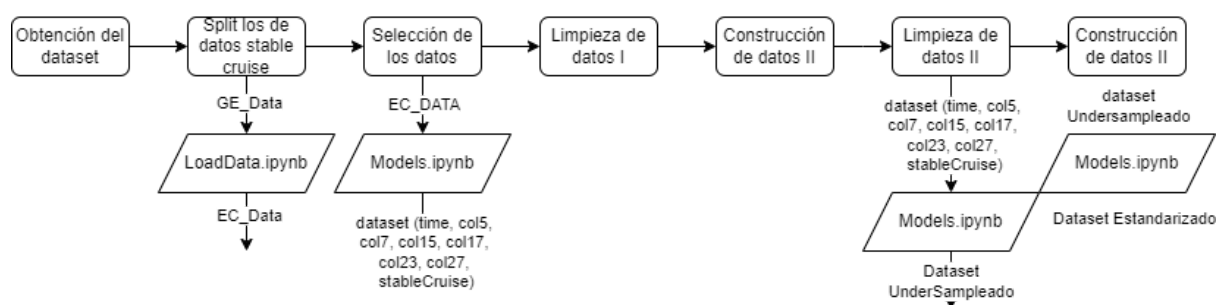 Obtención del
dataset
Split los de
datos stable
cruise
Selección de
los datos
Limpieza de
datos I
Construcción
de datos II
Limpieza de
datos II
Construcción
de datos II
GE_Data
LoadData.ipynb
EC_Data
EC_DATA
Models.ipynb
dataset (time, col5,
col7, col15, col17,
col23, col27,
stableCruise)
dataset (time, col5,
col7, col15, col17,
col23, col27,
stableCruise)
Models.ipynb
Dataset
UnderSampleado
dataset
Undersampleado
Models.ipynb
Dataset Estandarizado